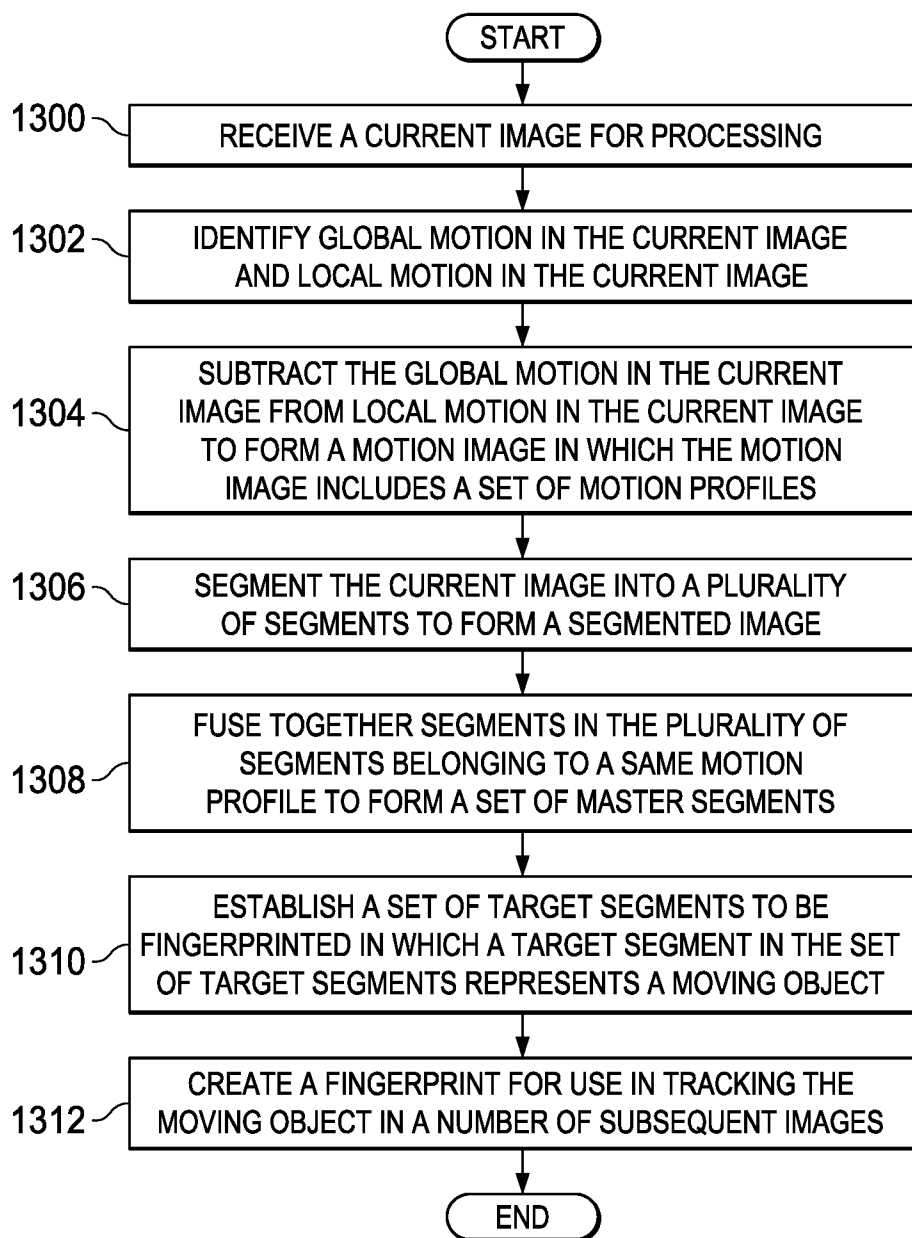 START
1300
RECEIVE A CURRENT IMAGE FOR PROCESSING
1302
IDENTIFY GLOBAL MOTION IN THE CURRENT IMAGE
AND LOCAL MOTION IN THE CURRENT IMAGE
1304
SUBTRACT THE GLOBAL MOTION IN THE CURRENT
IMAGE FROM LOCAL MOTION IN THE CURRENT IMAGE
TO FORM A MOTION IMAGE IN WHICH THE MOTION
IMAGE INCLUDES A SET OF MOTION PROFILES
1306
SEGMENT THE CURRENT IMAGE INTO A PLURALITY
OF SEGMENTS TO FORM A SEGMENTED IMAGE
1308
FUSE TOGETHER SEGMENTS IN THE PLURALITY OF
SEGMENTS BELONGING TO A SAME MOTION
PROFILE TO FORM A SET OF MASTER SEGMENTS
1310
ESTABLISH A SET OF TARGET SEGMENTS TO BE
FINGERPRINTED IN WHICH A TARGET SEGMENT IN THE SET
OF TARGET SEGMENTS REPRESENTS A MOVING OBJECT
1312
CREATE A FINGERPRINT FOR USE IN TRACKING THE
MOVING OBJECT IN A NUMBER OF SUBSEQUENT IMAGES
END